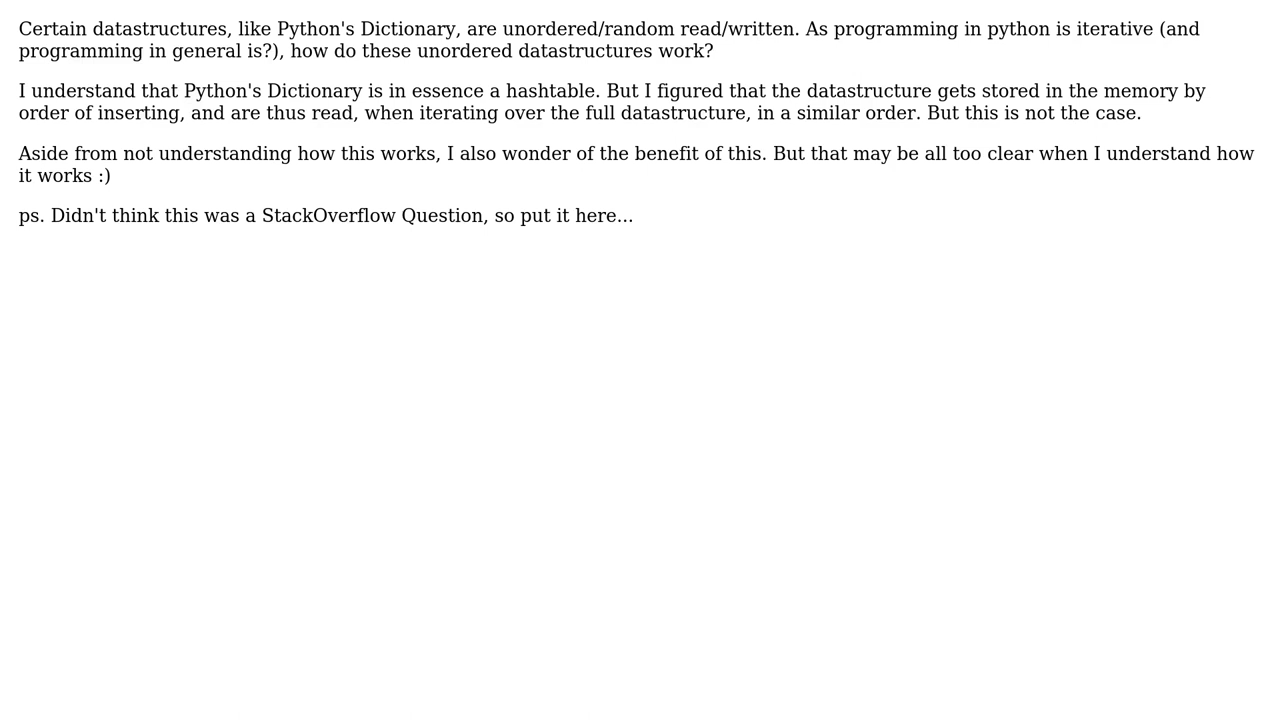 Certain datastructures, like Python's Dictionary, are unordered/random read/written. As programming in python is iterative (and
programming in general is?), how do these unordered datastructures work?
I understand that Python's Dictionary is in essence a hashtable. But I figured that the datastructure gets stored in the memory by
order of inserting, and are thus read, when iterating over the full datastructure, in a similar order. But this is not the case.
Aside from not understanding how this works, I also wonder of the benefit of this. But that may be all too clear when I understand how
it works :)
ps. Didn't think this was a StackOverflow Question, so put it here...